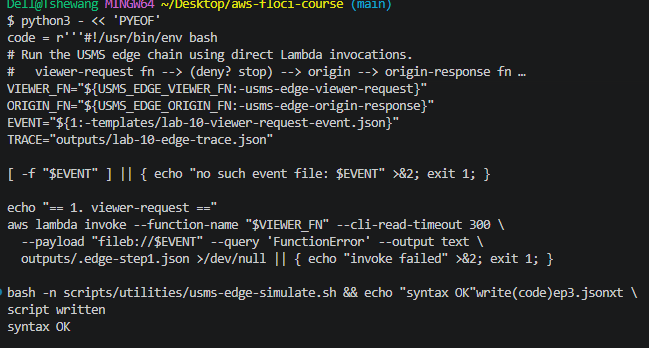 Dell@Tshewang MINGW64 ~/Desktop/aws-floci-course (main)
$ python3 - << 'PYEOF'
code = r'''#!/usr/bin/env bash
# Run the USMS edge chain using direct Lambda invocations.
#   viewer-request fn --> (deny? stop) --> origin --> origin-response fn …
VIEWER_FN="${USMS_EDGE_VIEWER_FN:-usms-edge-viewer-request}"
ORIGIN_FN="${USMS_EDGE_ORIGIN_FN:-usms-edge-origin-response}"
EVENT="${1:-templates/lab-10-viewer-request-event.json}"
TRACE="outputs/lab-10-edge-trace.json"

[ -f "$EVENT" ] || { echo "no such event file: $EVENT" >&2; exit 1; }

echo "== 1. viewer-request =="
aws lambda invoke --function-name "$VIEWER_FN" --cli-read-timeout 300 \
  --payload "fileb://$EVENT" --query 'FunctionError' --output text \
  outputs/.edge-step1.json >/dev/null || { echo "invoke failed" >&2; exit 1; }

bash -n scripts/utilities/usms-edge-simulate.sh && echo "syntax OK"write(code)ep3.jsonxt \
script written
syntax OK